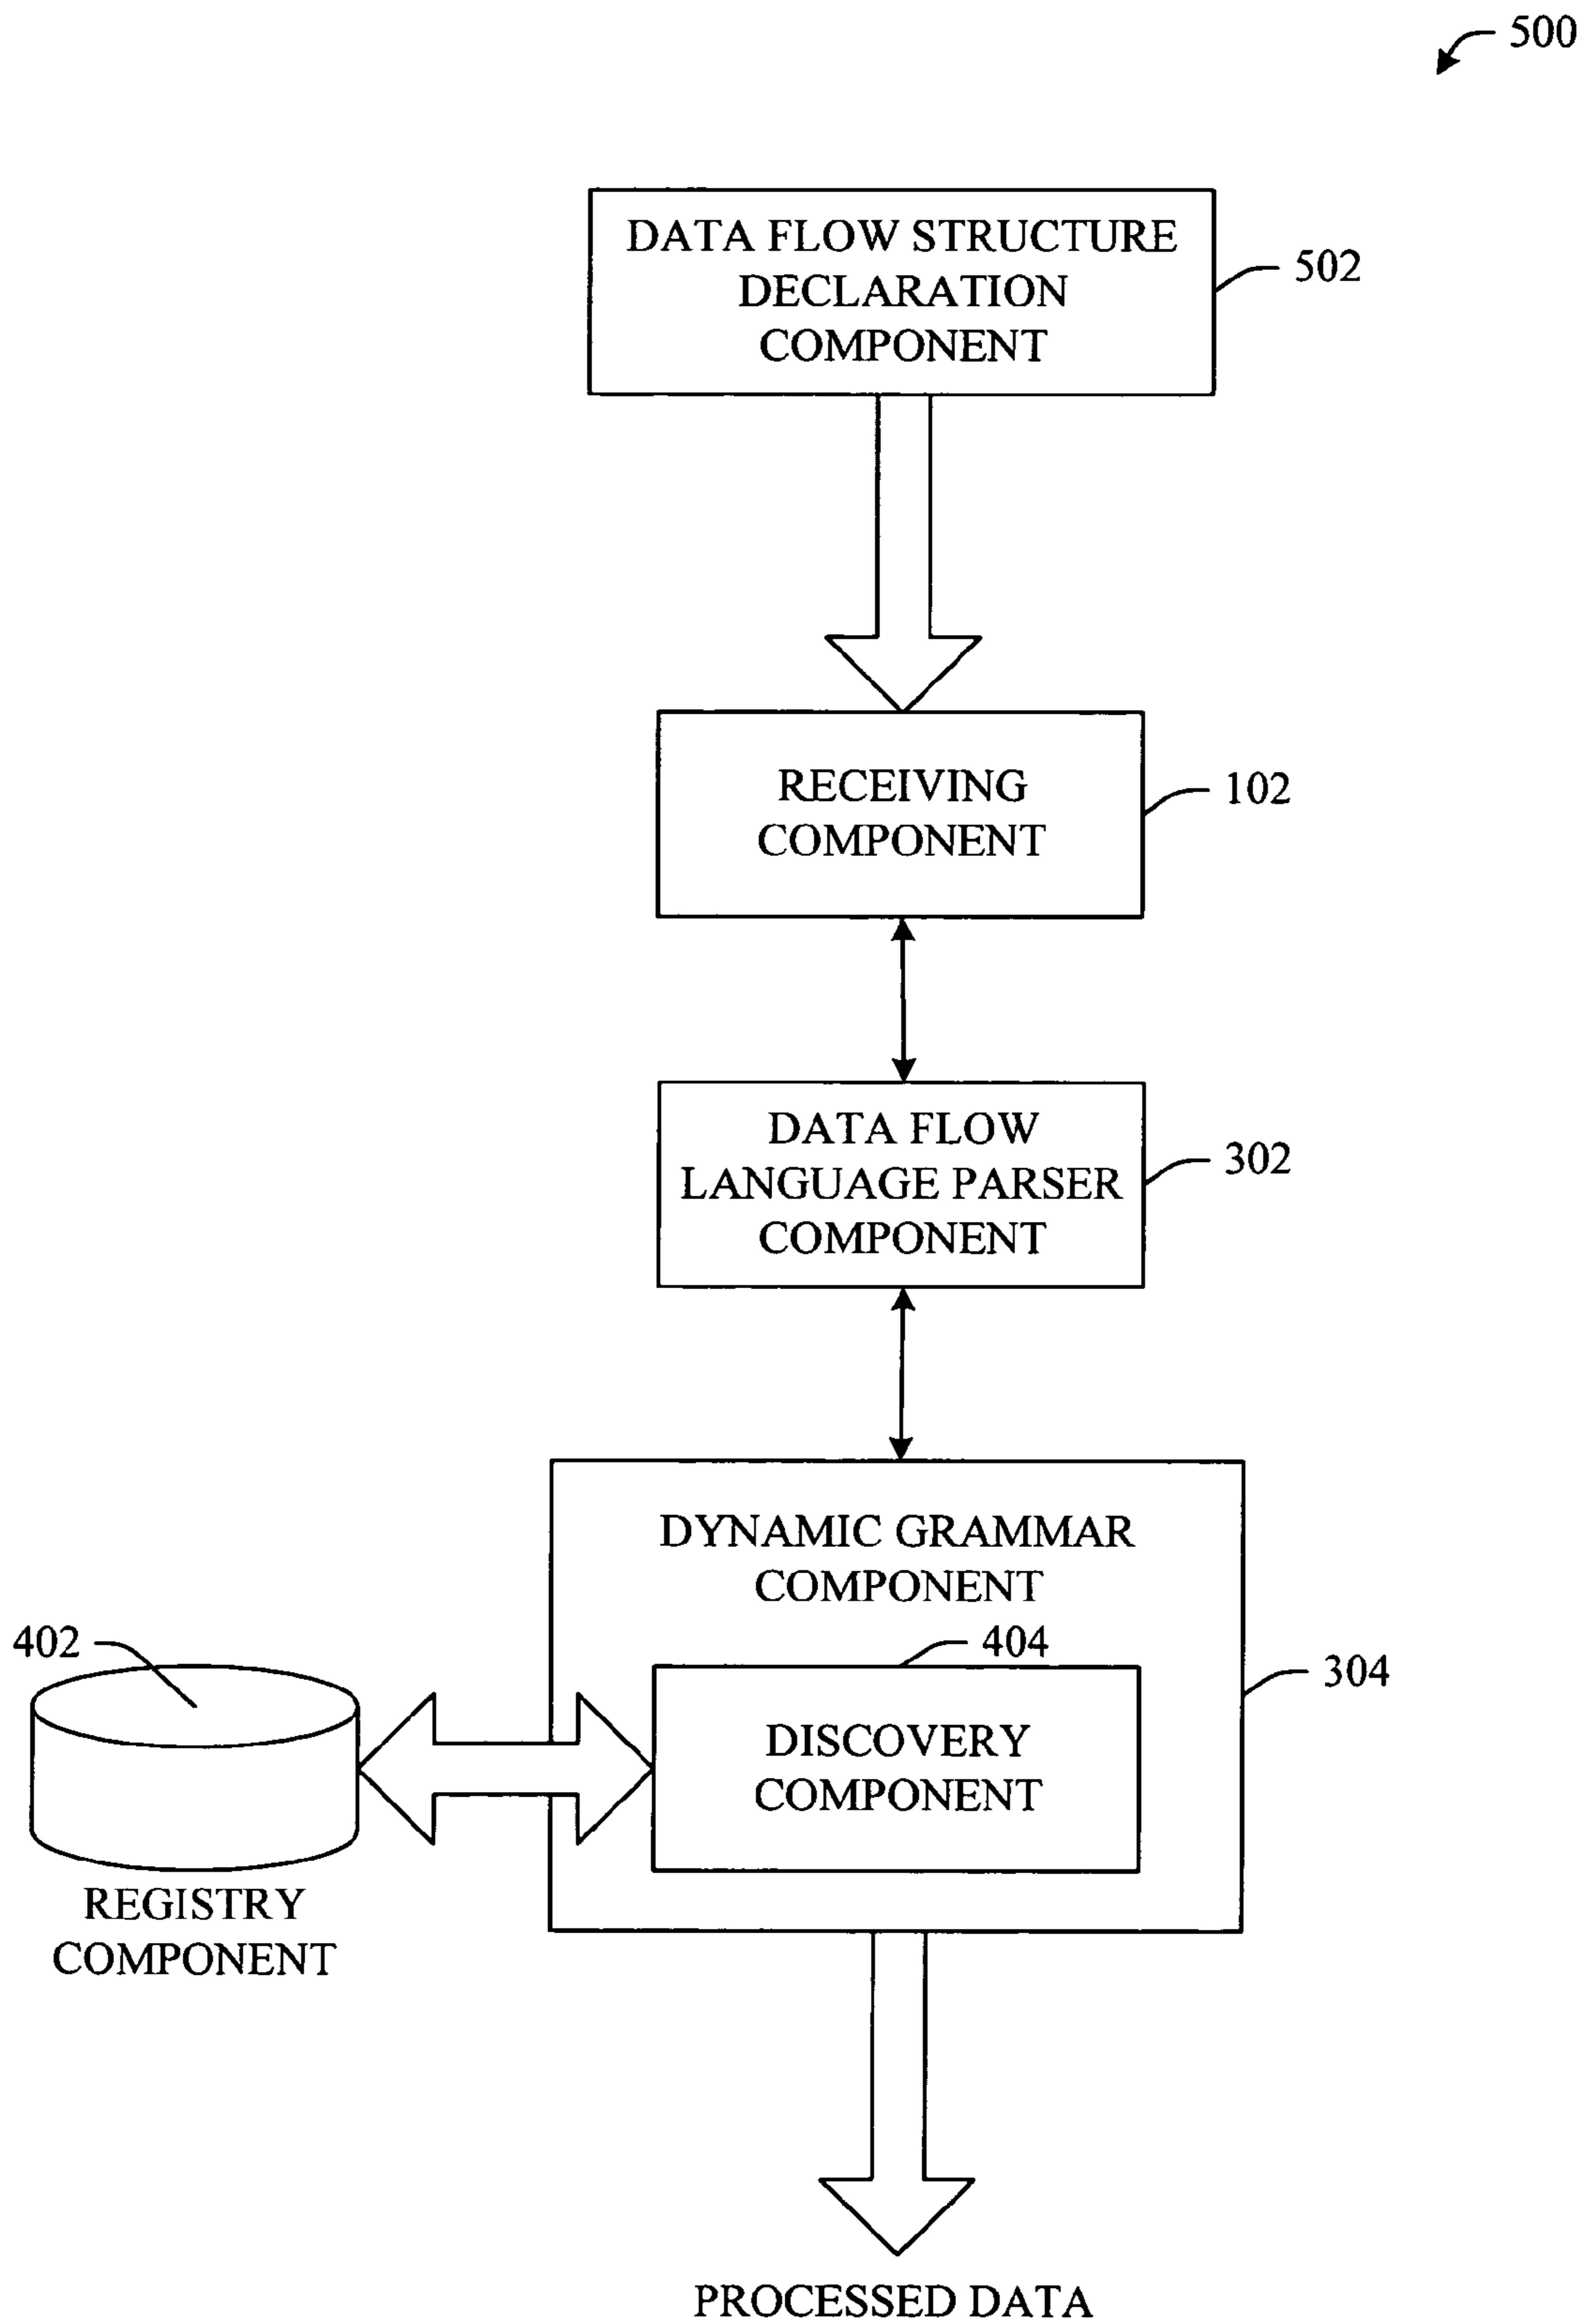 500
DATA FLOW STRUCTURE
DECLARATION
COMPONENT
502
RECEIVING
COMPONENT
102
DATA FLOW
LANGUAGE PARSER
COMPONENT
302
DYNAMIC GRAMMAR
COMPONENT
402
404
304
DISCOVERY
COMPONENT
REGISTRY
COMPONENT
PROCESSED DATA